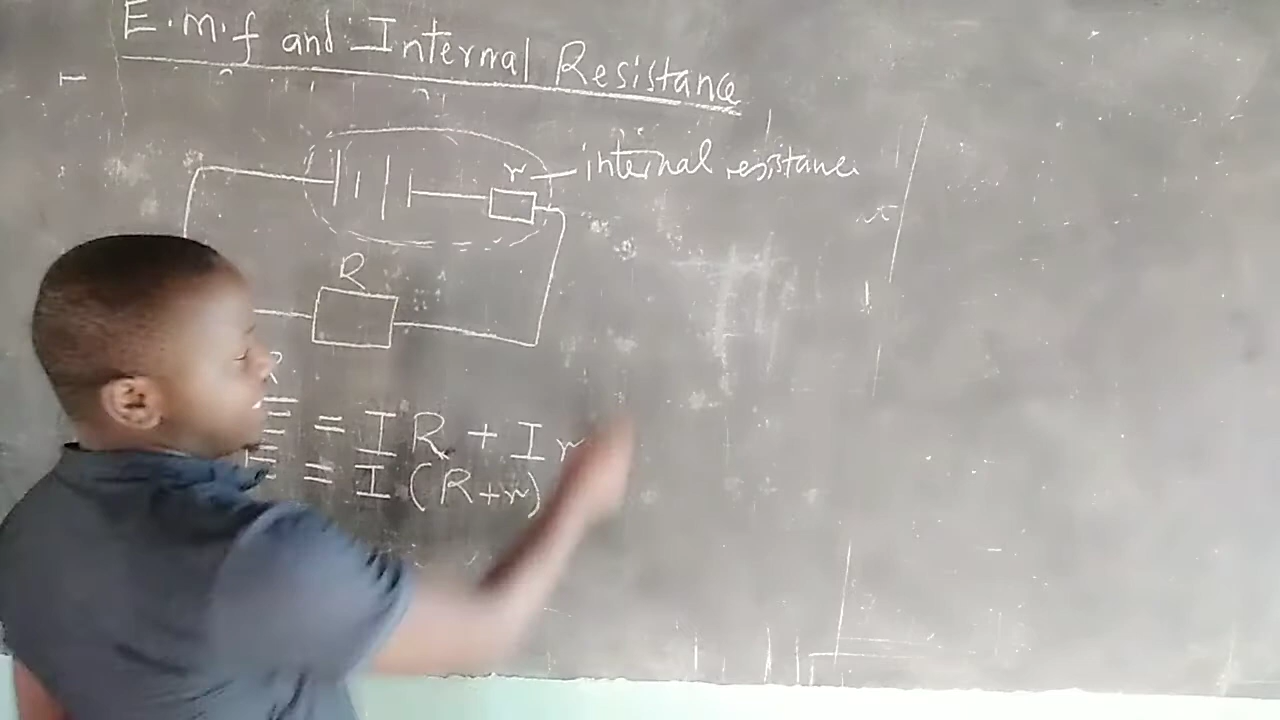 E.m.f and Internal Resistance
r internal resistance
R
E = IR + Ir
E = I (R+r)